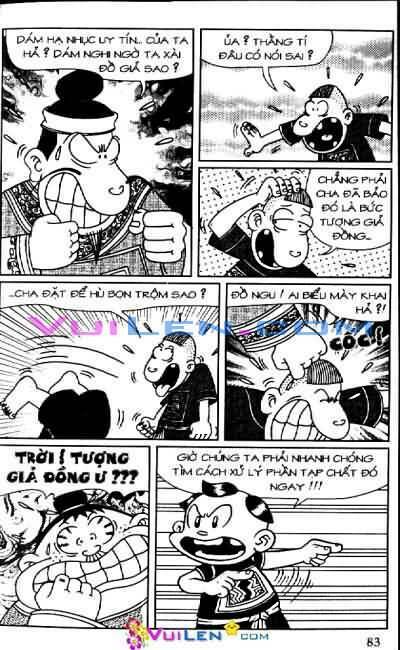 DÁM HẠ NHỤC UY TÍN.. CỦA TA
HẢ? DÁM NGHI NGỜ TA XÀI
ĐỒ GIẢ SAO?
ỦA? THẰNG TÍ
ĐÂU CÓ NÓI SAI?
CHẲNG PHẢI
CHA ĐÃ BẢO
ĐÓ LÀ BỨC
TƯỢNG GIẢ
ĐỒNG..
...CHA ĐẶT ĐỂ HÙ BỌN TRỘM SAO?
ĐỒ NGU! AI BIỂU MÀY KHAI
HẢ?!
VUILEN.COM
CỐC!
TRỜI! TƯỢNG
GIẢ ĐỒNG Ư???
GIỜ CHÚNG TA PHẢI NHANH CHÓNG
TÌM CÁCH XỬ LÝ PHẦN TẠP CHẤT ĐÓ
NGAY!!!
VUILEN.COM
83